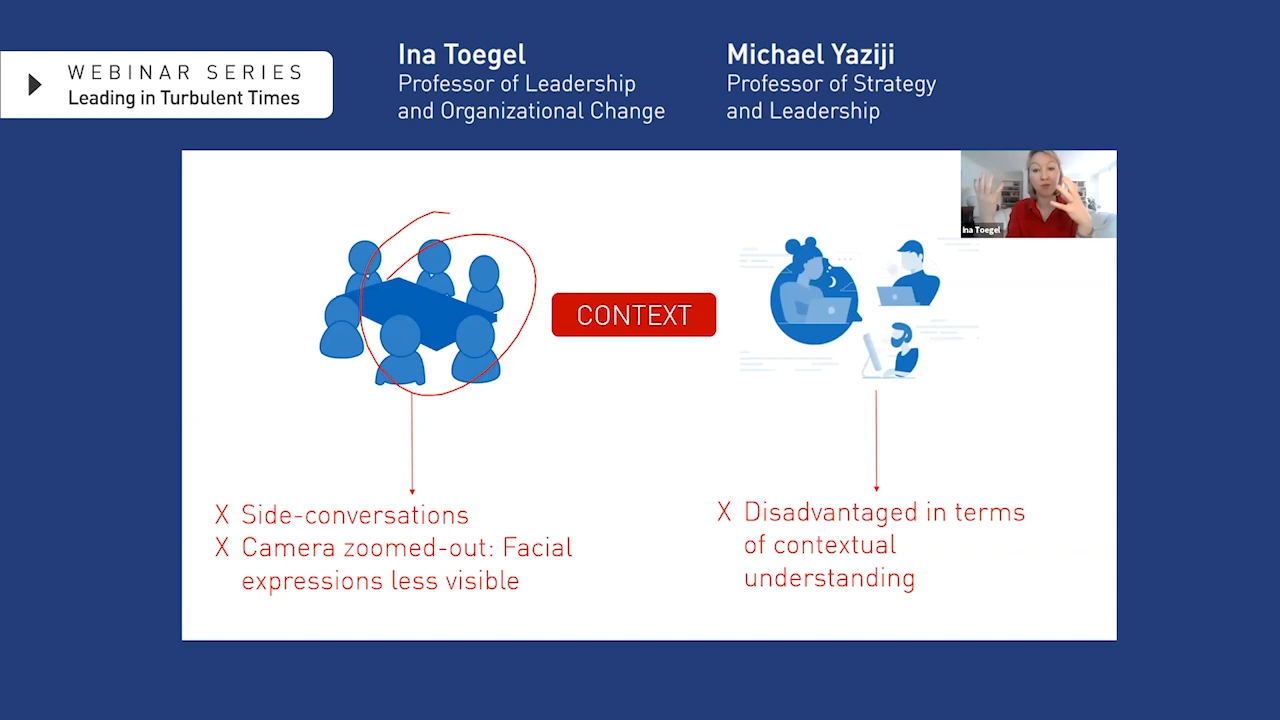 WEBINAR SERIES
Leading in Turbulent Times
Ina Toegel
Professor of Leadership
and Organizational Change
Michael Yaziji
Professor of Strategy
and Leadership
Ina Toegel
CONTEXT
X Side-conversations
X Camera zoomed-out: Facial
expressions less visible
X Disadvantaged in terms
of contextual
understanding